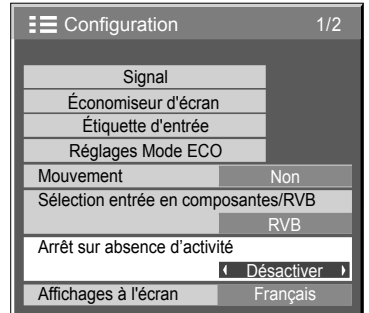 Configuration 1/2
Signal
Économiseur d'écran
Étiquette d'entrée
Réglages Mode ECO
Mouvement Non
Sélection entrée en composantes/RVB
RVB
Arrêt sur absence d'activité
Désactiver
Affichages à l'écran Français